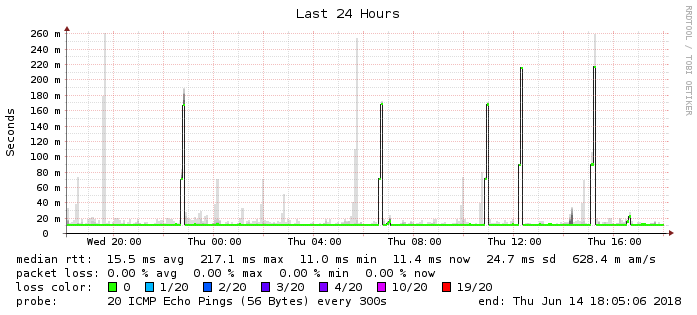 Last 24 Hours
RRDTOOL / TOBI OETIKER
Seconds
260 m
240 m
220 m
200 m
180 m
160 m
140 m
120 m
100 m
80 m
60 m
40 m
20 m
0
Wed 20:00 Thu 00:00 Thu 04:00 Thu 08:00 Thu 12:00 Thu 16:00
median rtt: 15.5 ms avg 217.1 ms max 11.0 ms min 11.4 ms now 24.7 ms sd 628.4 m am/s
packet loss: 0.00 % avg 0.00 % max 0.00 % min 0.00 % now
loss color: 0 1/20 2/20 3/20 4/20 10/20 19/20
probe: 20 ICMP Echo Pings (56 Bytes) every 300s end: Thu Jun 14 18:05:06 2018